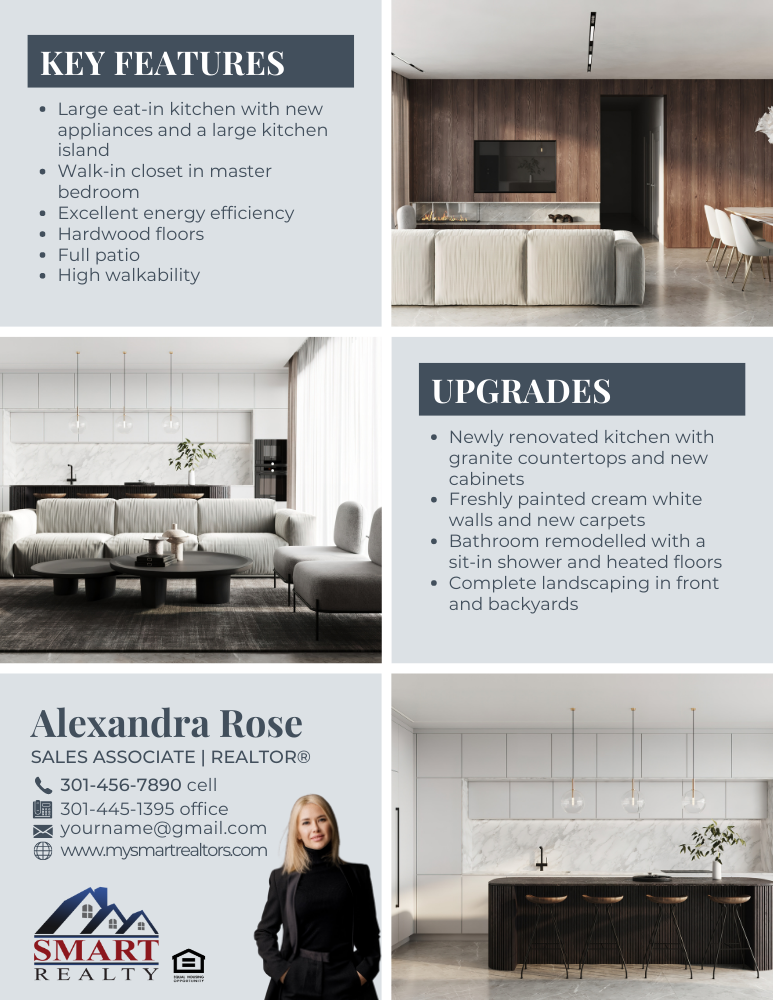 KEY FEATURES
• Large eat-in kitchen with new
appliances and a large kitchen
island
• Walk-in closet in master
bedroom
• Excellent energy efficiency
• Hardwood floors
• Full patio
• High walkability
UPGRADES
• Newly renovated kitchen with
granite countertops and new
cabinets
• Freshly painted cream white
walls and new carpets
• Bathroom remodelled with a
sit-in shower and heated floors
• Complete landscaping in front
and backyards
Alexandra Rose
SALES ASSOCIATE | REALTOR®
301-456-7890 cell
301-445-1395 office
yourname@gmail.com
www.mysmartrealtors.com
SMART
REALTY
EQUAL HOUSING
OPPORTUNITY